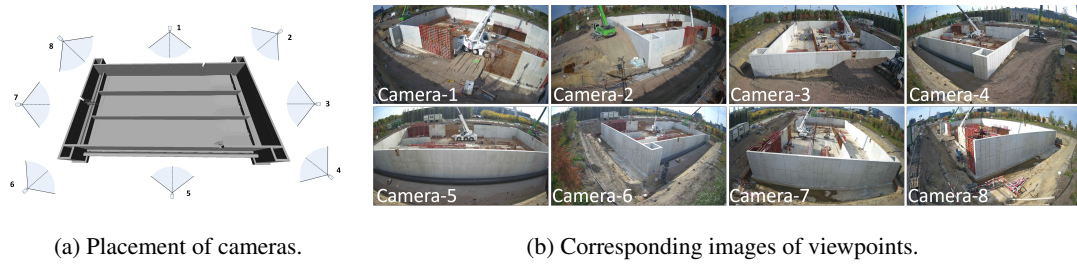 1
2
3
4
5
6
7
8
Camera-1
Camera-2
Camera-3
Camera-4
Camera-5
Camera-6
Camera-7
Camera-8
(a) Placement of cameras.
(b) Corresponding images of viewpoints.